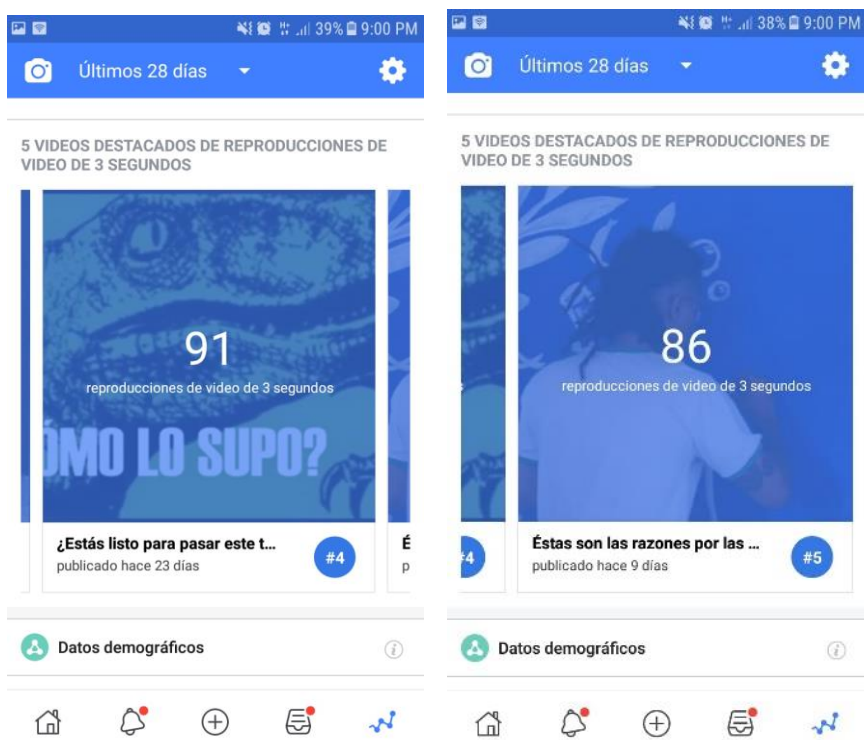 39% 9:00 PM
Últimos 28 días
5 VIDEOS DESTACADOS DE REPRODUCCIONES DE
VIDEO DE 3 SEGUNDOS
91
reproducciones de video de 3 segundos
ÓMO LO SUPO?
¿Estás listo para pasar este t...
publicado hace 23 días
#4
É
p
Datos demográficos
38% 9:00 PM
Últimos 28 días
5 VIDEOS DESTACADOS DE REPRODUCCIONES DE
VIDEO DE 3 SEGUNDOS
86
reproducciones de video de 3 segundos
#4
Éstas son las razones por las ...
publicado hace 9 días
#5
Datos demográficos